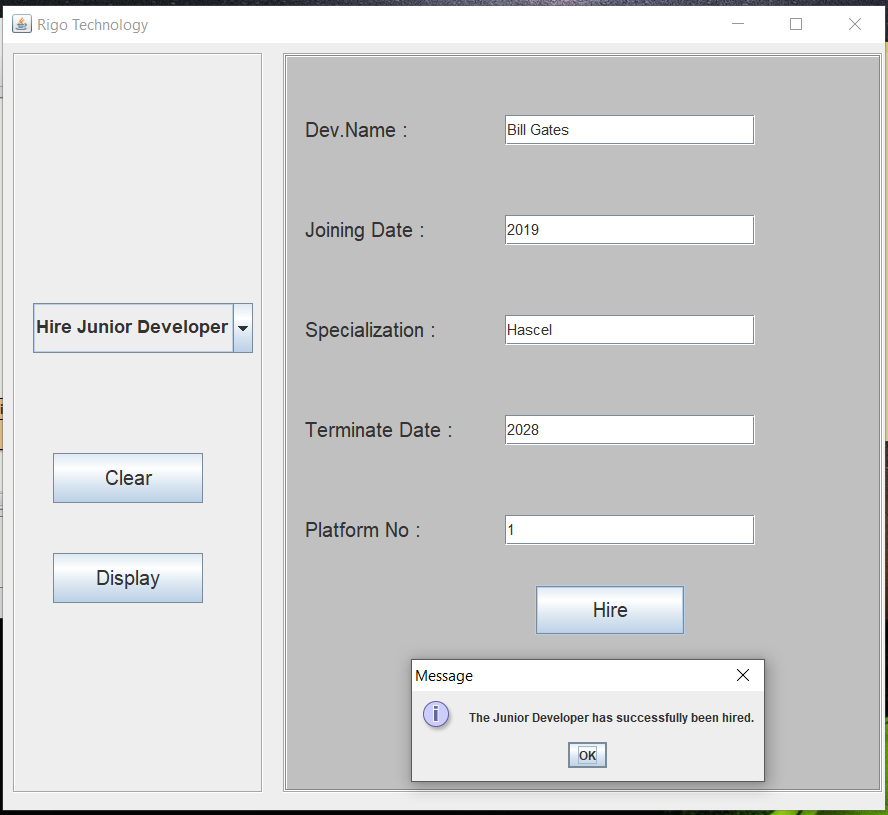 Rigo Technology
Dev.Name : Bill Gates
Joining Date : 2019
Hire Junior Developer
Specialization : Hascel
Terminate Date : 2028
Clear
Platform No : 1
Display
Hire
Message
i
The Junior Developer has successfully been hired.
OK